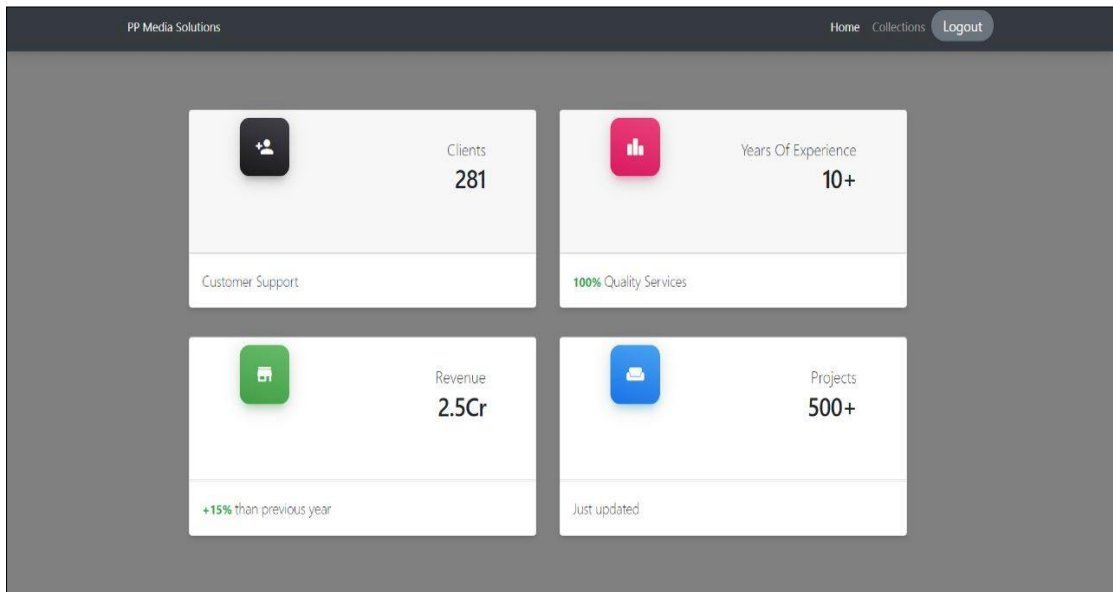 PP Media Solutions
Home Collections Logout
Clients
281
Customer Support
Years Of Experience
10+
100% Quality Services
Revenue
2.5Cr
+15% than previous year
Projects
500+
Just updated